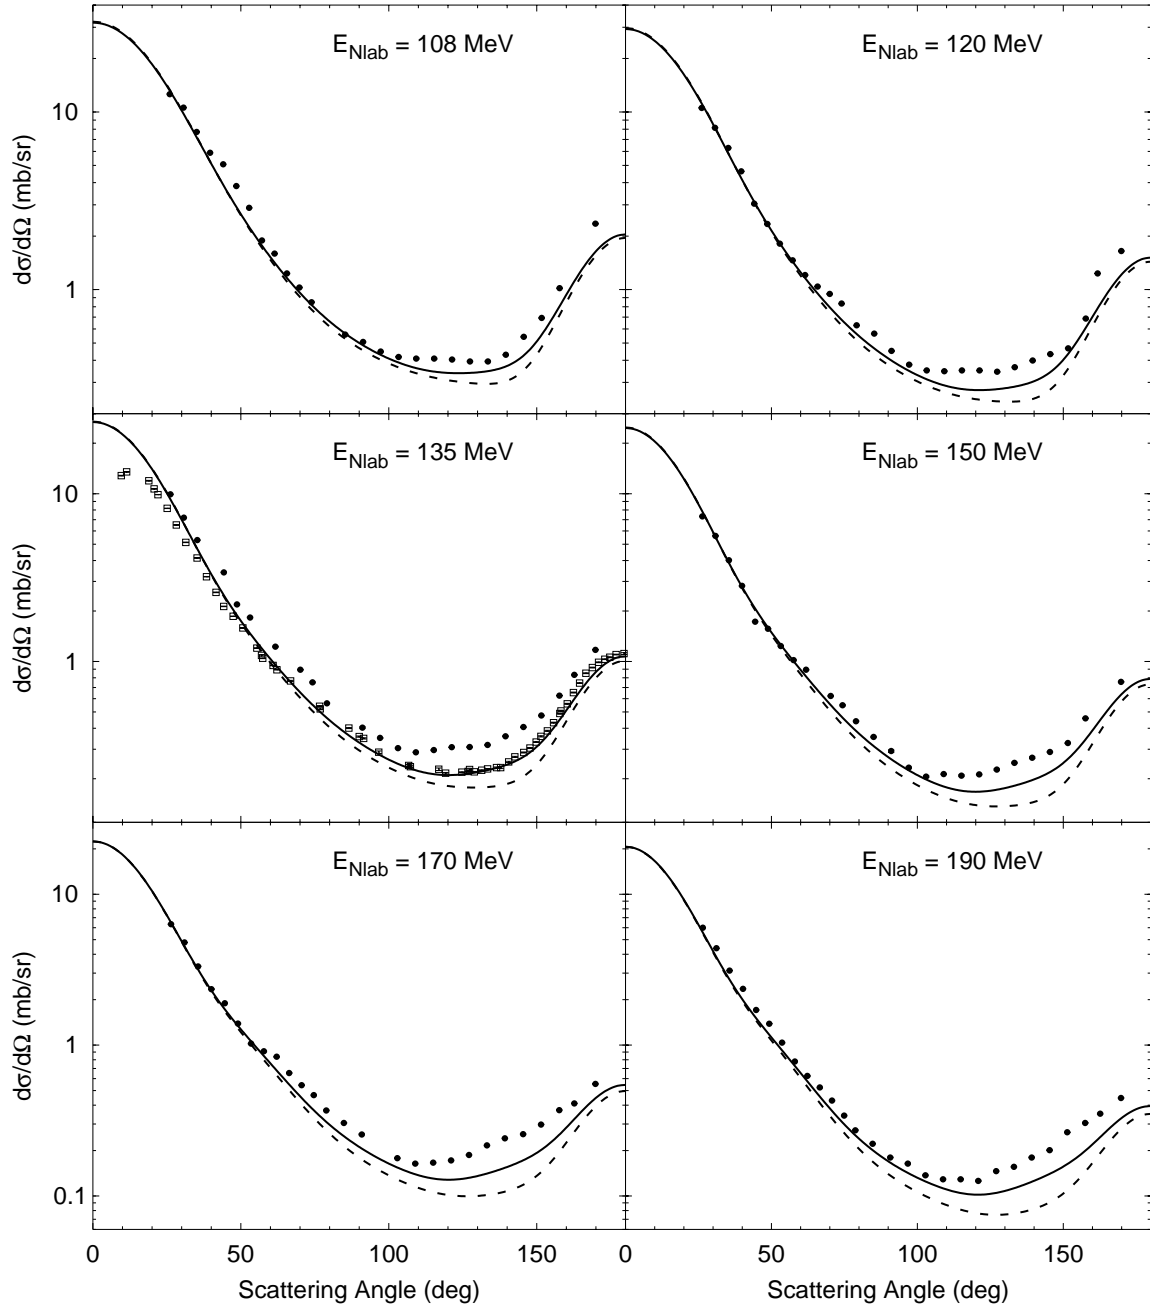 E_Nlab = 108 MeV
E_Nlab = 120 MeV
10
1
dσ/dΩ (mb/sr)
E_Nlab = 135 MeV
E_Nlab = 150 MeV
10
1
dσ/dΩ (mb/sr)
E_Nlab = 170 MeV
E_Nlab = 190 MeV
10
1
0.1
dσ/dΩ (mb/sr)
0 50 100 150 0 50 100 150
Scattering Angle (deg) Scattering Angle (deg)